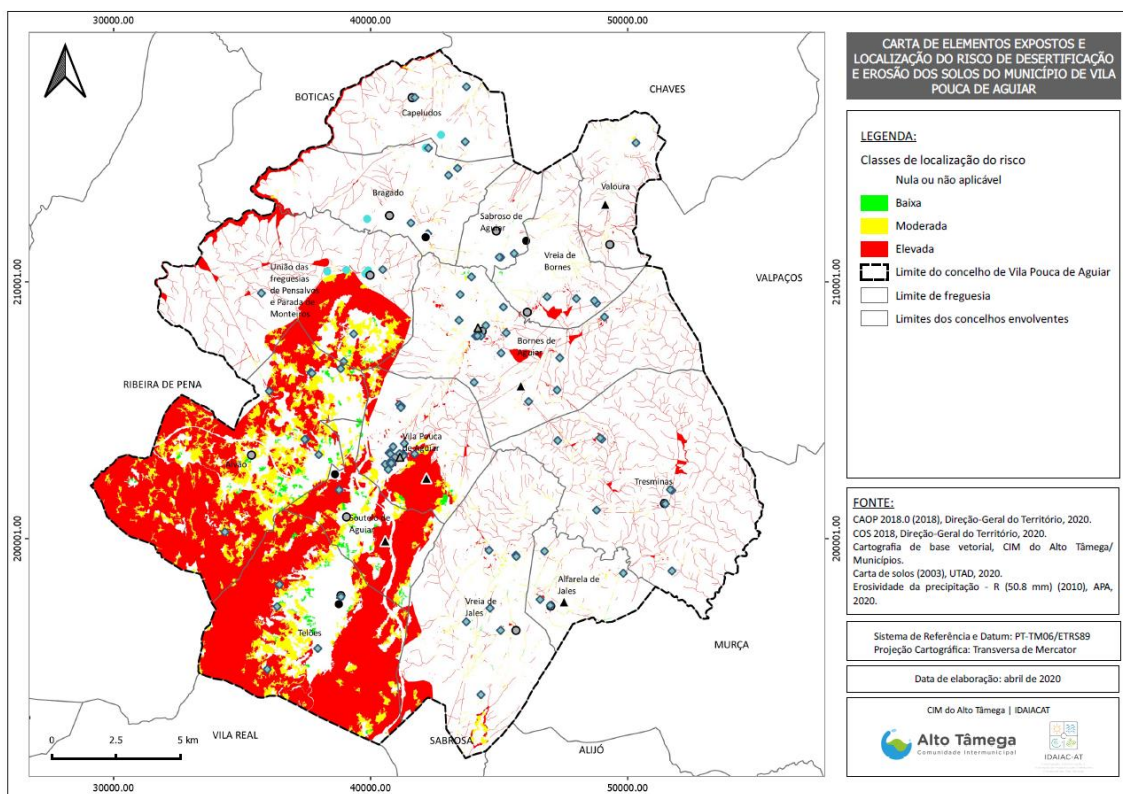 30000.00
40000.00
50000.00
CARTA DE ELEMENTOS EXPOSTOS E
LOCALIZAÇÃO DO RISCO DE DESERTIFICAÇÃO
E EROSÃO DOS SOLOS DO MUNICÍPIO DE VILA
POUCA DE AGUIAR
BOTICAS
CHAVES
Capeludos
Bragado
Valoura
Sabroso de
Aguiar
Vreia de
Bornes
União das
freguesias
de Pensalvos
e Parada de
Monteiros
VALPAÇOS
210001.00
210001.00
Bornes de
Aguiar
RIBEIRA DE PENA
Vila Pouca
de Aguiar
Alvão
Tresminas
Soutelo de
Aguiar
200001.00
200001.00
Alfarela de
Jales
Vreia de
Jales
Telões
MURÇA
VILA REAL
SABROSA
ALIJÓ
0
2.5
5 km
30000.00
40000.00
50000.00
LEGENDA:
Classes de localização do risco
Nula ou não aplicável
Baixa
Moderada
Elevada
Limite do concelho de Vila Pouca de Aguiar
Limite de freguesia
Limites dos concelhos envolventes
FONTE:
CAOP 2018.0 (2018), Direção-Geral do Território, 2020.
COS 2018, Direção-Geral do Território, 2020.
Cartografia de base vetorial, CIM do Alto Tâmega/
Municípios.
Carta de solos (2003), UTAD, 2020.
Erosividade da precipitação - R (50.8 mm) (2010), APA,
2020.
Sistema de Referência e Datum: PT-TM06/ETRS89
Projeção Cartográfica: Transversa de Mercator
Data de elaboração: abril de 2020
CIM do Alto Tâmega | IDAIACAT
Alto Tâmega
Comunidade Intermunicipal
IDAIAC-AT